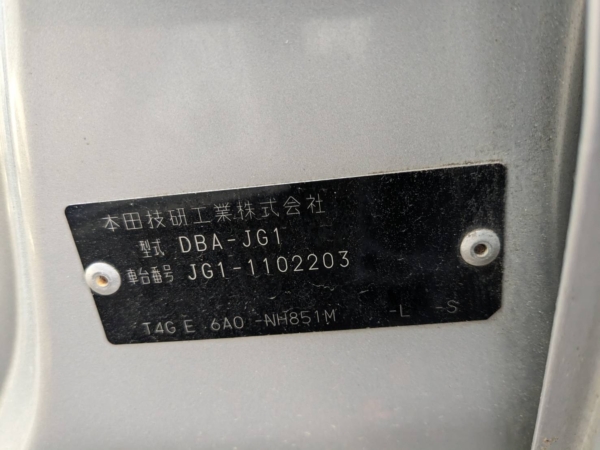 本田技研工業株式会社
型式 DBA-JG1
車台番号 JG1-1102203
T4G E 6A0 -NH851M -L -S